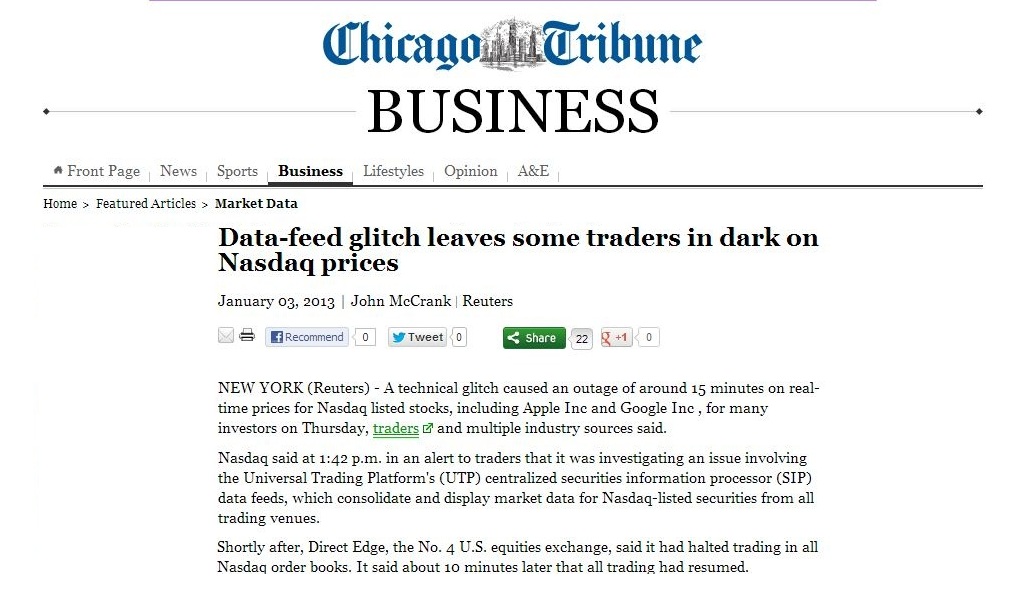 Chicago Tribune
BUSINESS
Front Page News Sports Business Lifestyles Opinion A&E
Home > Featured Articles > Market Data
Data-feed glitch leaves some traders in dark on
Nasdaq prices
January 03, 2013 | John McCrank | Reuters
Recommend 0 Tweet 0 Share 22 +1 0
NEW YORK (Reuters) - A technical glitch caused an outage of around 15 minutes on real-
time prices for Nasdaq listed stocks, including Apple Inc and Google Inc , for many
investors on Thursday, traders and multiple industry sources said.
Nasdaq said at 1:42 p.m. in an alert to traders that it was investigating an issue involving
the Universal Trading Platform's (UTP) centralized securities information processor (SIP)
data feeds, which consolidate and display market data for Nasdaq-listed securities from all
trading venues.
Shortly after, Direct Edge, the No. 4 U.S. equities exchange, said it had halted trading in all
Nasdaq order books. It said about 10 minutes later that all trading had resumed.